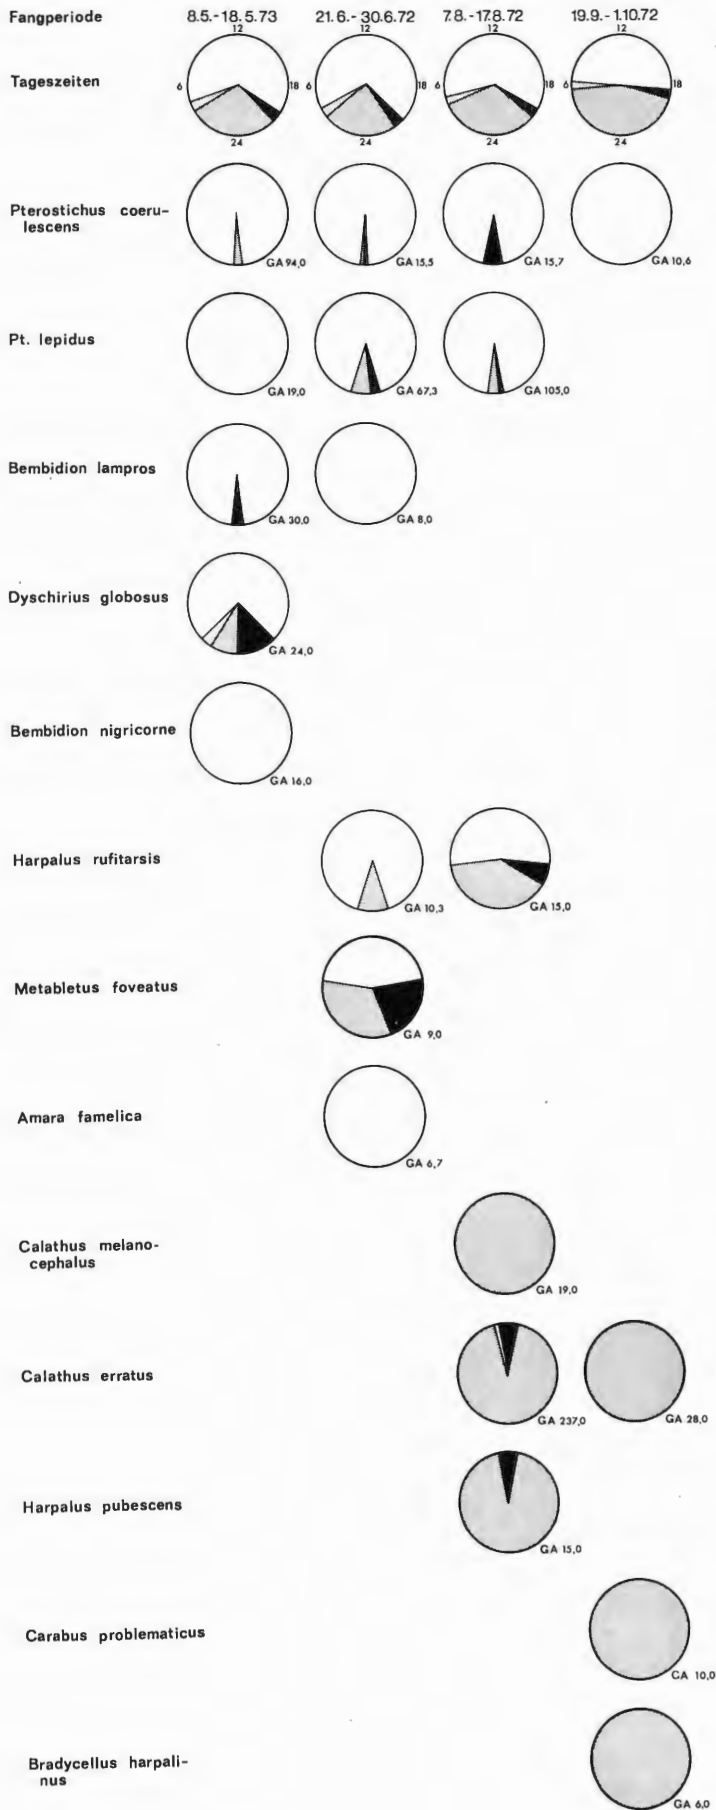 Fangperiode 8.5.-18.5.73 21.6.-30.6.72 7.8.-17.8.72 19.9.-1.10.72
12 12 12 12
Tageszeiten 6 18 6 18 6 18 6 18
24 24 24 24
Pterostichus coeru-
lescens
GA 94,0 GA 15,5 GA 15,7 GA 10,6
Pt. lepidus
GA 19,0 GA 67,3 GA 105,0
Bembidion lampros
GA 30,0 GA 8,0
Dyschirius globosus
GA 24,0
Bembidion nigricorne
GA 16,0
Harpalus rufitarsis
GA 10,3 GA 15,0
Metabletus foveatus
GA 9,0
Amara famelica
GA 6,7
Calathus melano-
cephalus
GA 19,0
Calathus erratus
GA 237,0 GA 28,0
Harpalus pubescens
GA 15,0
Carabus problematicus
CA 10,0
Bradycellus harpali-
nus
GA 6,0